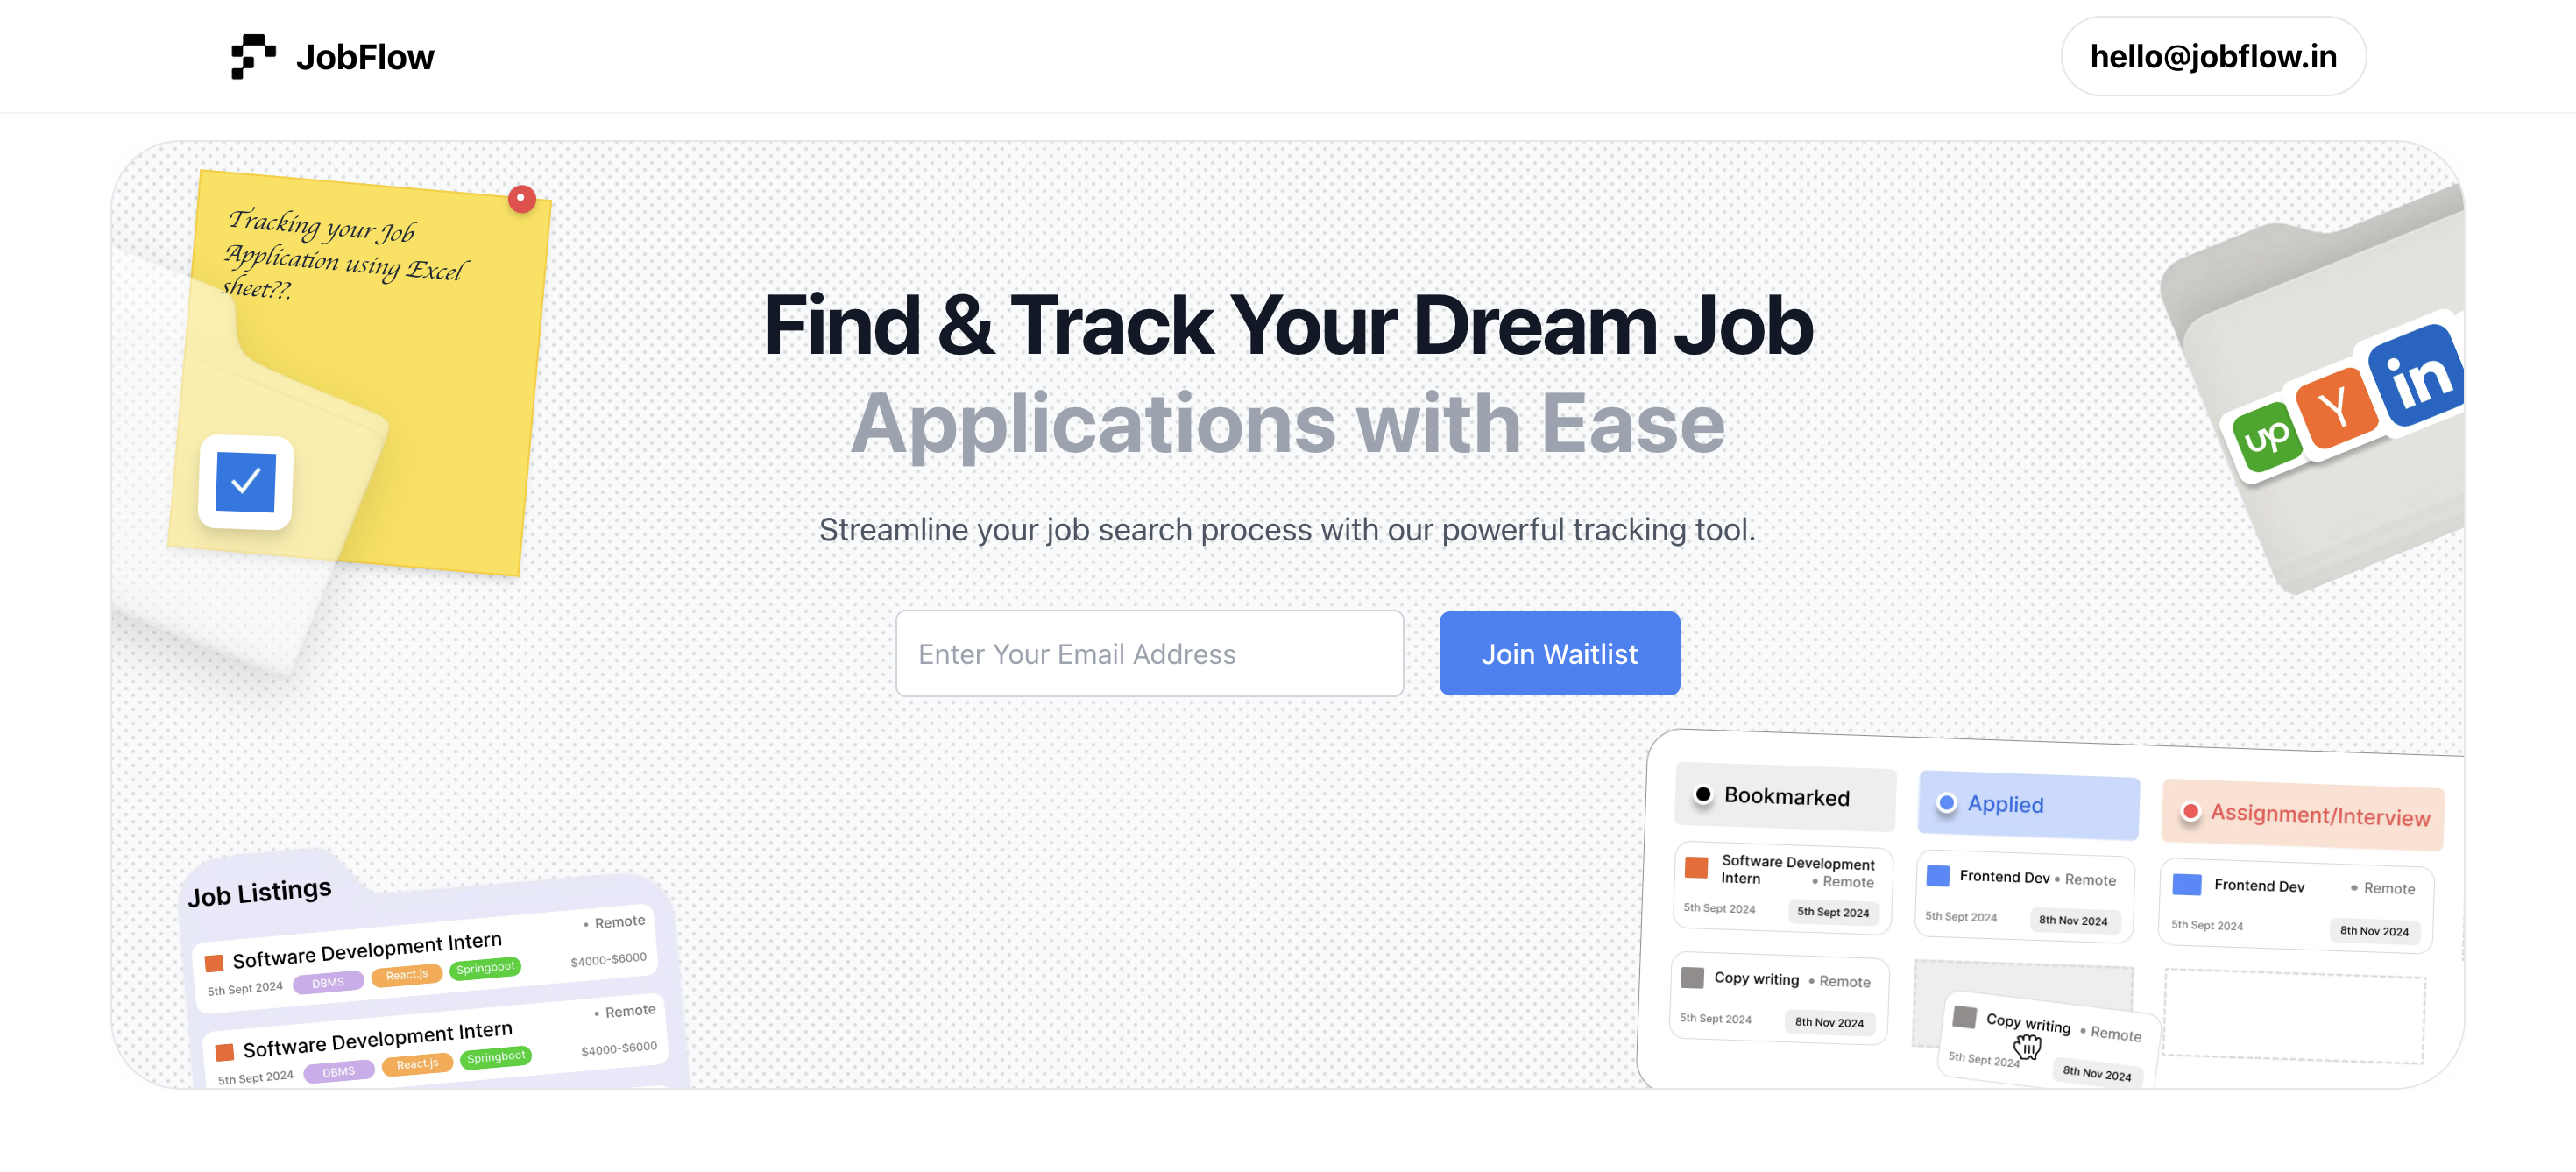 JobFlow
hello@jobflow.in
Tracking your Job
Application using Excel
sheet??.
Find & Track Your Dream Job
Applications with Ease
Streamline your job search process with our powerful tracking tool.
Enter Your Email Address
Join Waitlist
up
Y
in
Job Listings
Software Development Intern
• Remote
5th Sept 2024
DBMS
React.js
Springboot
$4000-$6000
Software Development Intern
• Remote
5th Sept 2024
DBMS
React.js
Springboot
$4000-$6000
Bookmarked
Software Development
Intern
• Remote
5th Sept 2024
5th Sept 2024
Copy writing
• Remote
5th Sept 2024
8th Nov 2024
Applied
Frontend Dev
• Remote
5th Sept 2024
8th Nov 2024
Copy writing
• Remote
5th Sept 2024
8th Nov 2024
Assignment/Interview
Frontend Dev
• Remote
5th Sept 2024
8th Nov 2024